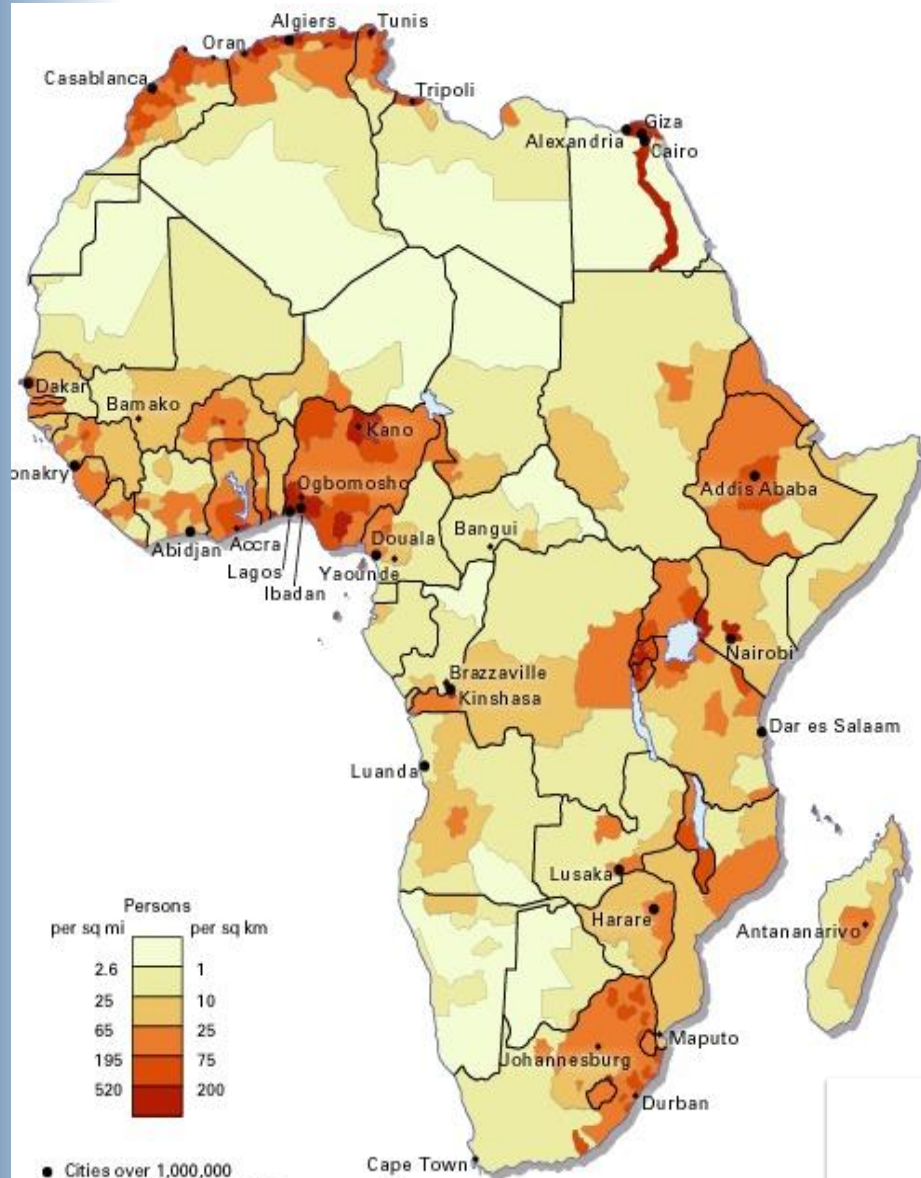 Algiers
Tunis
Oran
Casablanca
Tripoli
Giza
Alexandria
Cairo
Dakar
Bamako
Kano
onakry
Ogbomosho
Addis Ababa
Abidjan
Accra
Douala
Bangui
Lagos
Yaounde
Ibadan
Nairobi
Brazzaville
Kinshasa
Dar es Salaam
Luanda
Lusaka
Harare
Antananarivo
Maputo
Johannesburg
Durban
Cape Town
Persons
per sq mi per sq km
2.6 1
25 10
65 25
195 75
520 200
Cities over 1,000,000